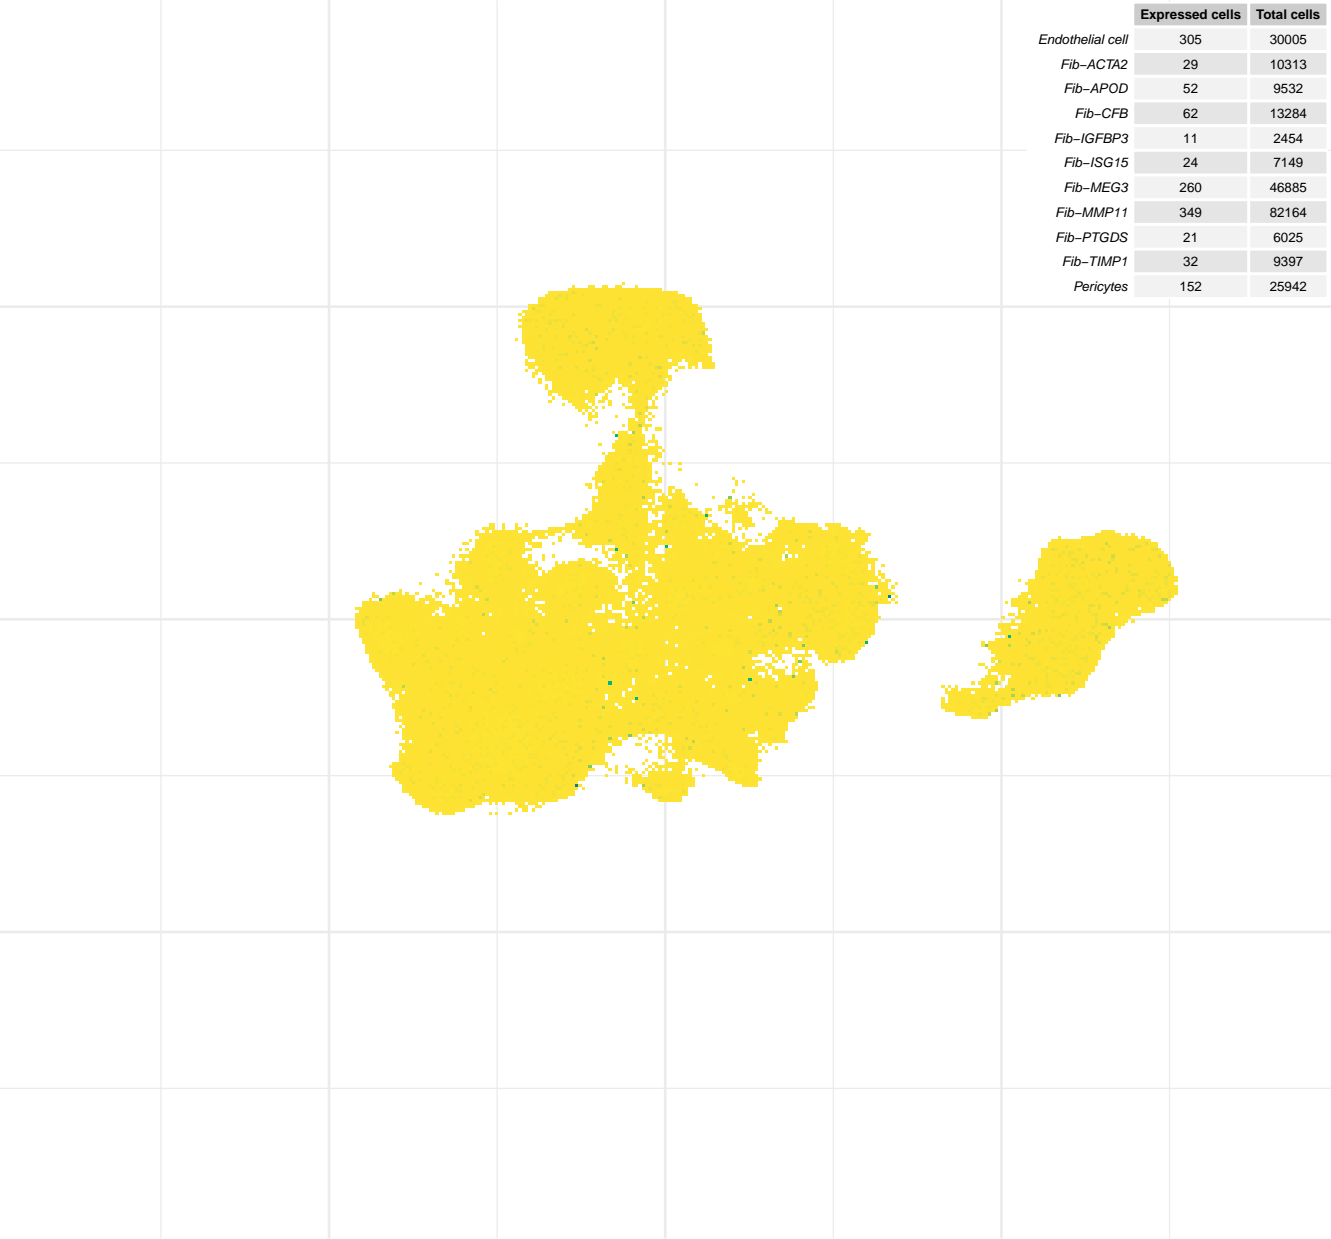 Expressed cells Total cells
Endothelial cell 305 30005
Fib−ACTA2 29 10313
Fib−APOD 52 9532
Fib−CFB 62 13284
Fib−IGFBP3 11 2454
Fib−ISG15 24 7149
Fib−MEG3 260 46885
Fib−MMP11 349 82164
Fib−PTGDS 21 6025
Fib−TIMP1 32 9397
Pericytes 152 25942